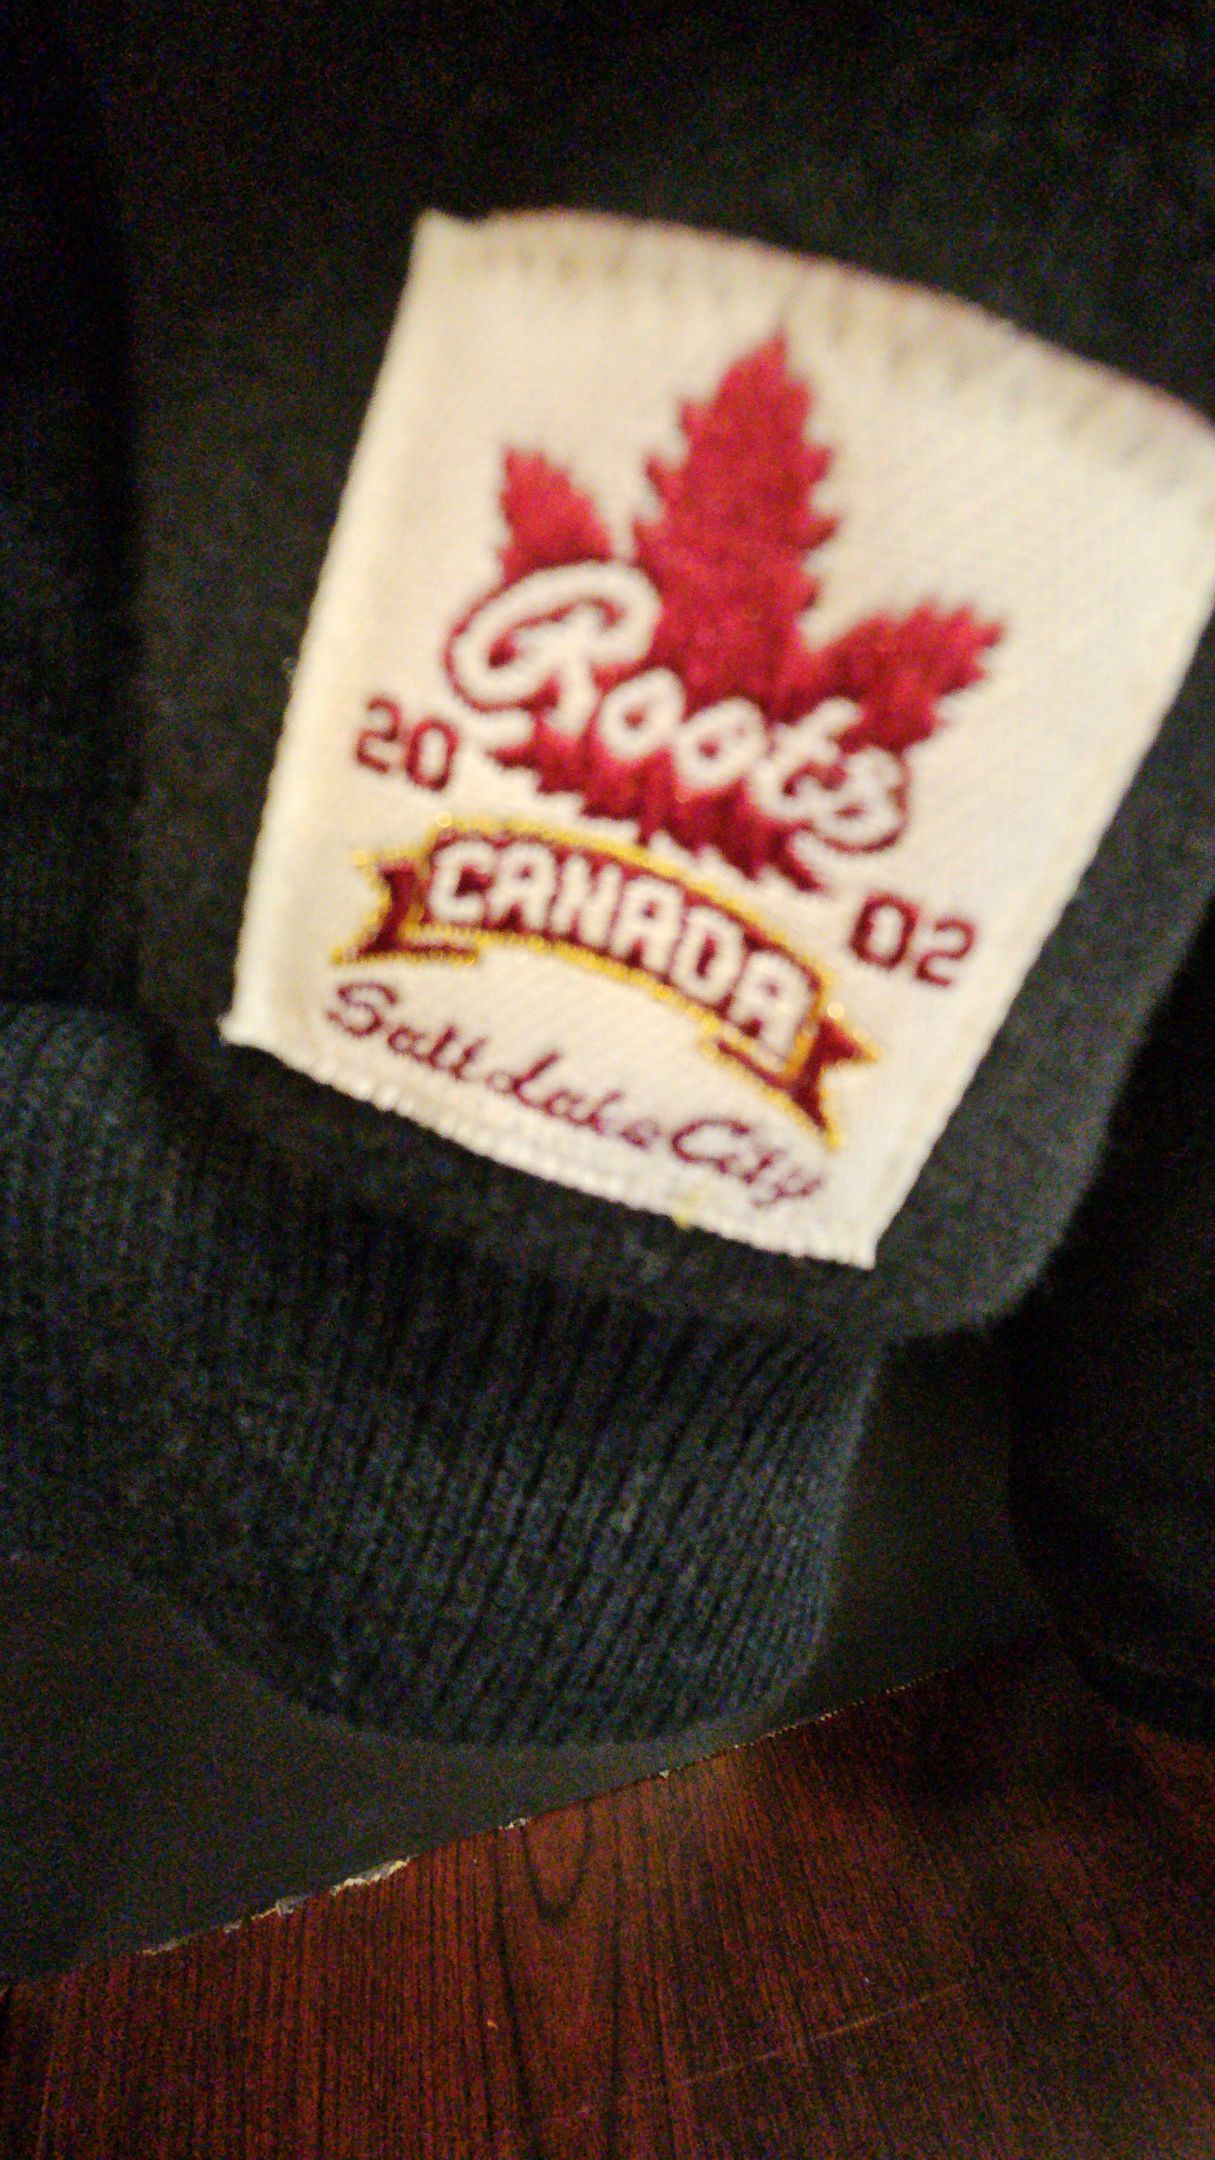 Roots
20 02
CANADA
Salt Lake City